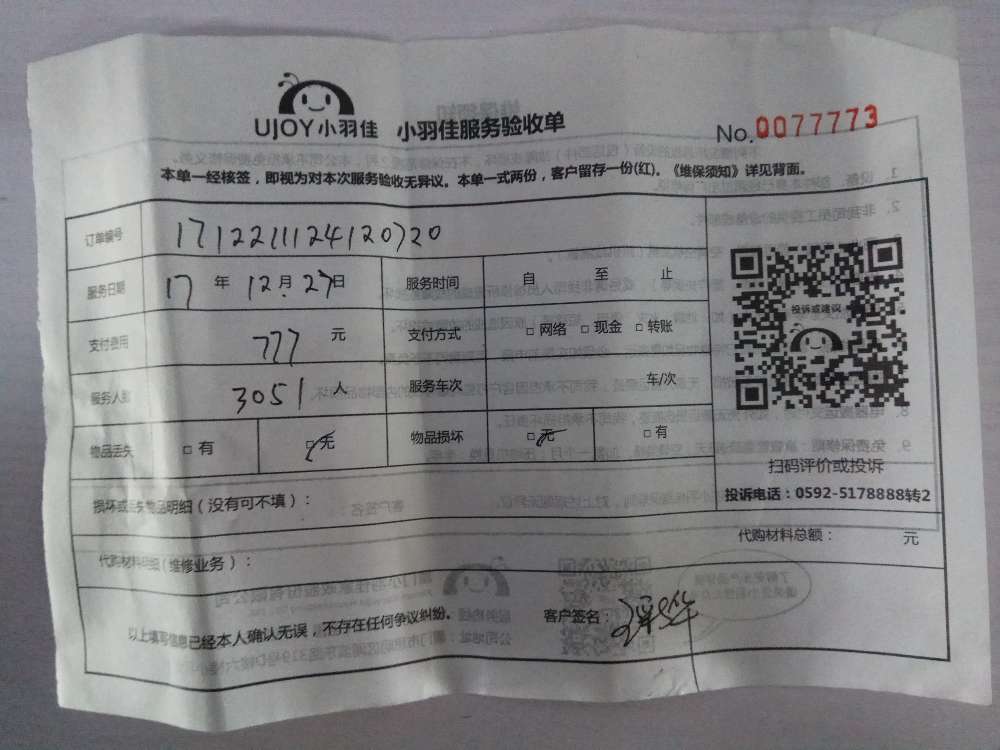 UJOY小羽佳 小羽佳服务验收单 No.0077773
本单一经核签，即视为对本次服务验收无异议。本单一式两份，客户留存一份(红)。《维保须知》详见背面。
订单编号 1712211124120720
服务日期 17 年 12 月 27 日 服务时间 自 至 止
支付费用 777 元 支付方式 □ 网络 □ 现金 □ 转账
服务人数 3051 人 服务车次 车/次
物品丢失 □ 有 □ 无 物品损坏 □ 无 □ 有
投诉或建议
扫码评价或投诉
投诉电话：0592-5178888转2
损坏或丢失物品明细（没有可不填）：
代购材料明细（维修业务）： 代购材料总额： 元
以上填写信息已经本人确认无误，不存在任何争议纠纷。 客户签名：